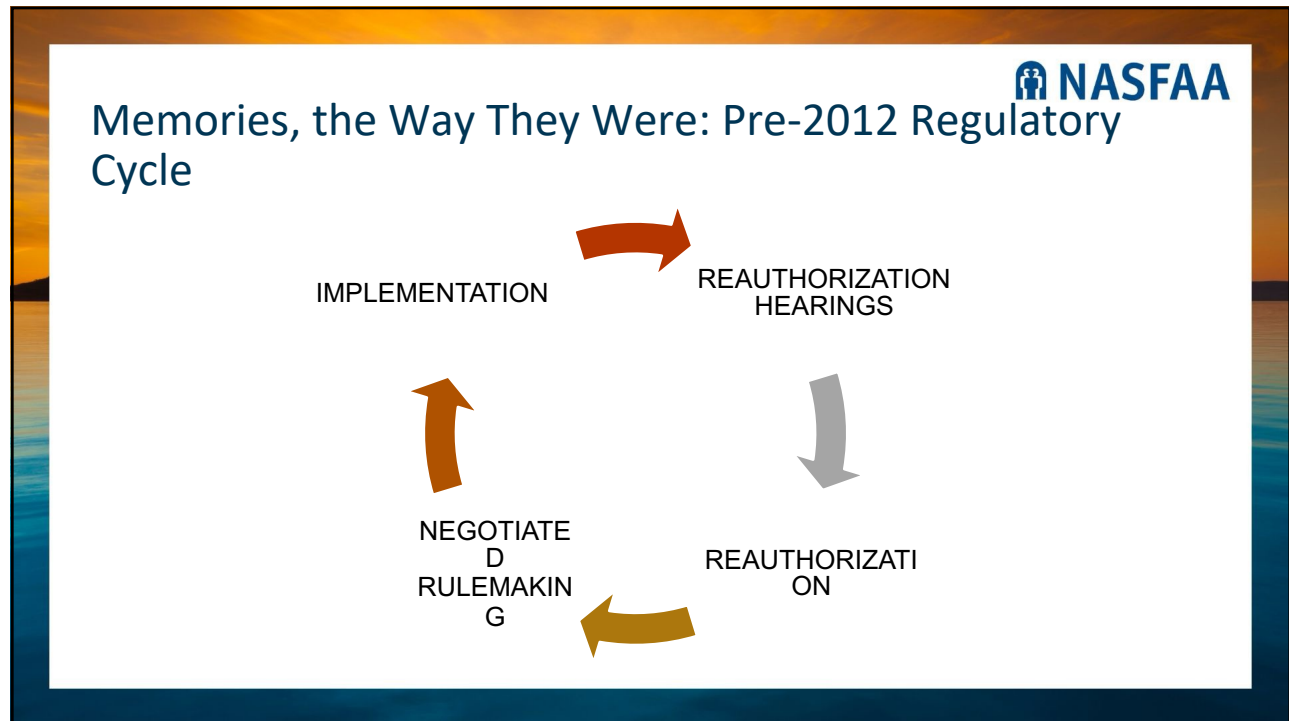 NASFAA
Memories, the Way They Were: Pre-2012 Regulatory
Cycle
IMPLEMENTATION
REAUTHORIZATION
HEARINGS
NEGOTIATE
D
RULEMAKIN
G
REAUTHORIZATI
ON